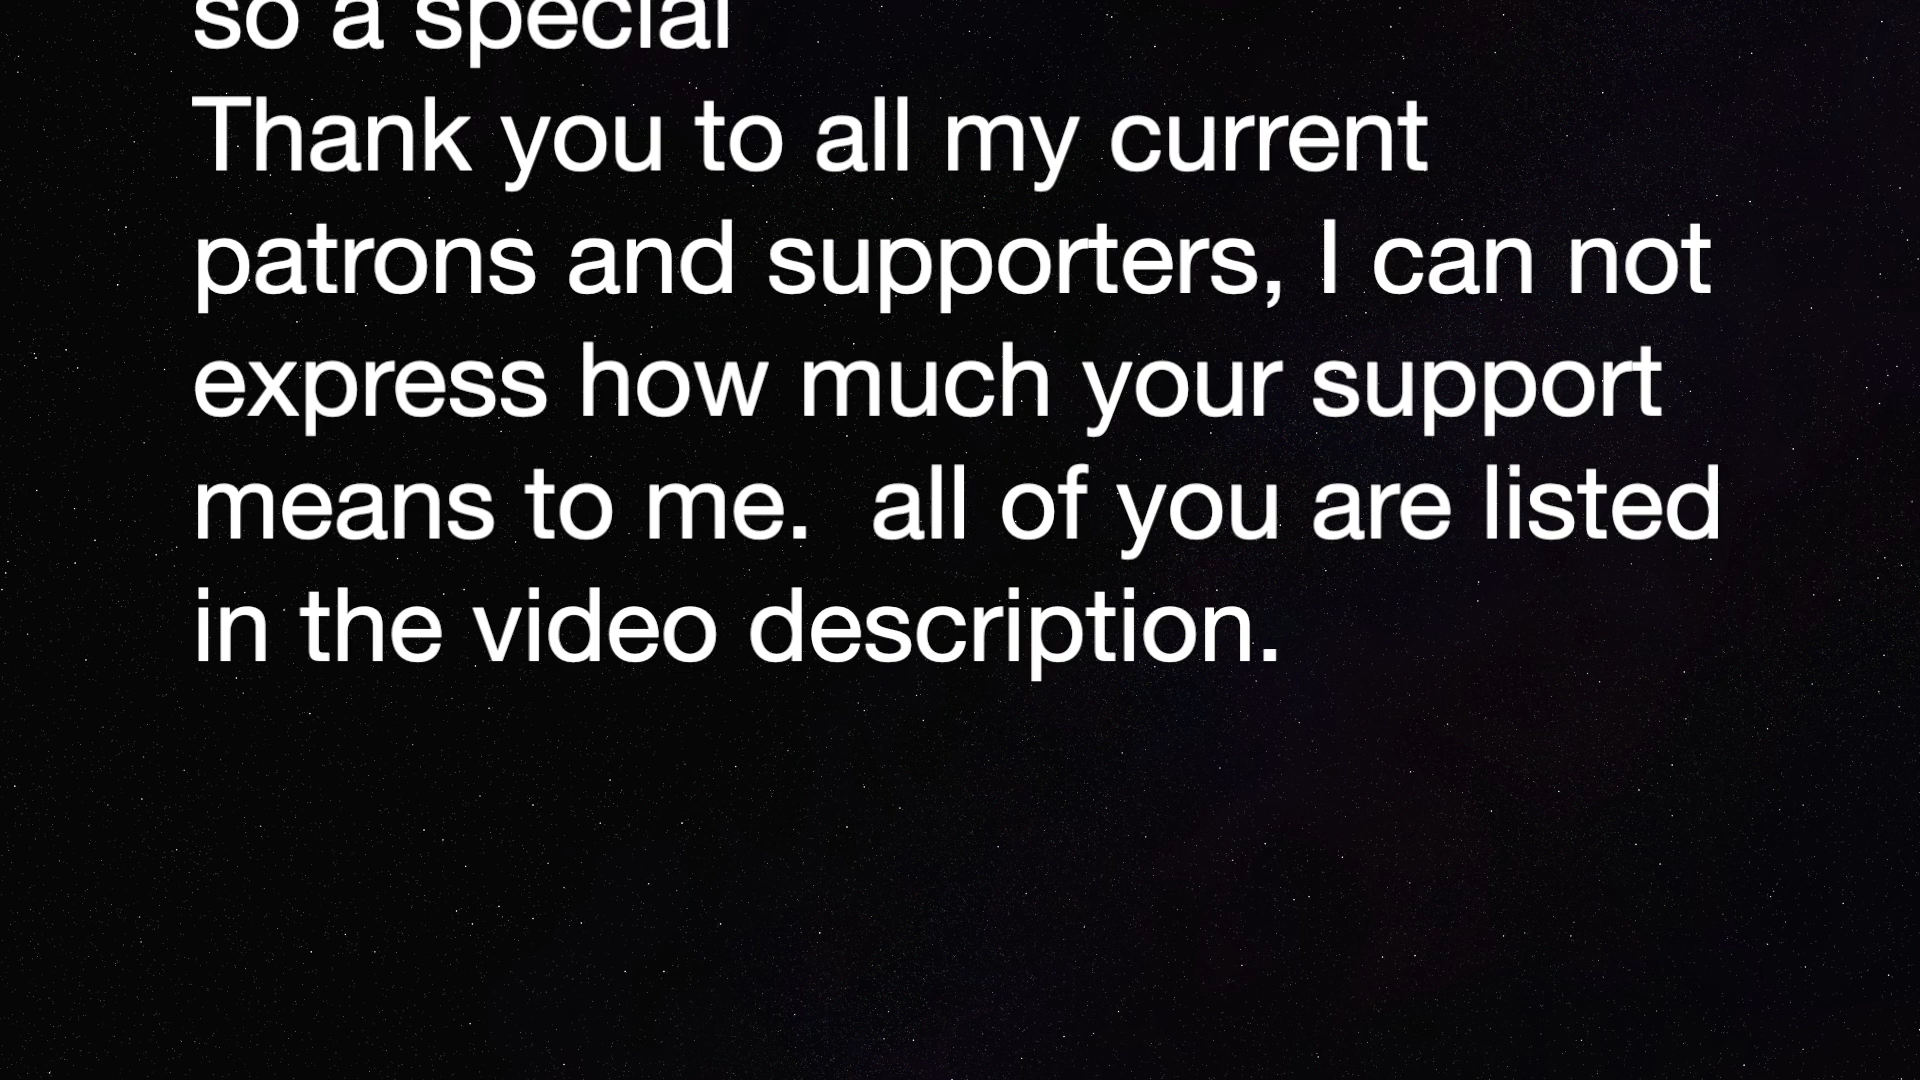 so a special
Thank you to all my current
patrons and supporters, I can not
express how much your support
means to me.  all of you are listed
in the video description.